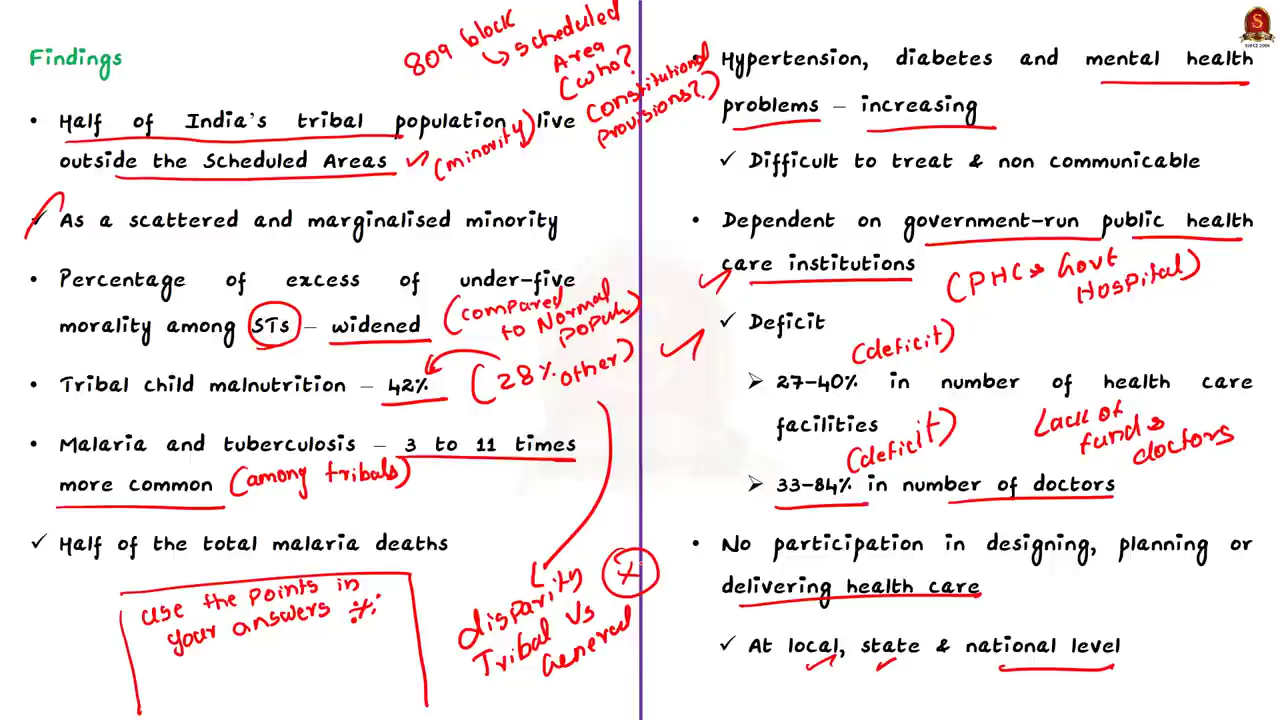 Findings
809 block
↳ scheduled
Area
(who?
constitutional
provisions?)
• Half of India's tribal population live
outside the Scheduled Areas
(minority)
✓ As a scattered and marginalised minority
• Percentage of excess of under-five
morality among STs – widened
(compared
to Normal
• Tribal child malnutrition – 42%
(28% other)
• Malaria and tuberculosis – 3 to 11 times
more common
(among tribals)
✓ Half of the total malaria deaths
use the points in
your answers
disparity
Tribal vs
General
• Hypertension, diabetes and mental health
problems – increasing
✓ Difficult to treat & non communicable
• Dependent on government-run public health
care institutions
(PHC & Govt
Hospital)
✓ Deficit
(deficit)
➢ 27-40% in number of health care
facilities
(deficit)
Lack of
fund &
doctors
➢ 33-84% in number of doctors
• No participation in designing, planning or
delivering health care
✓ At local, state & national level
S
SINCE 2004